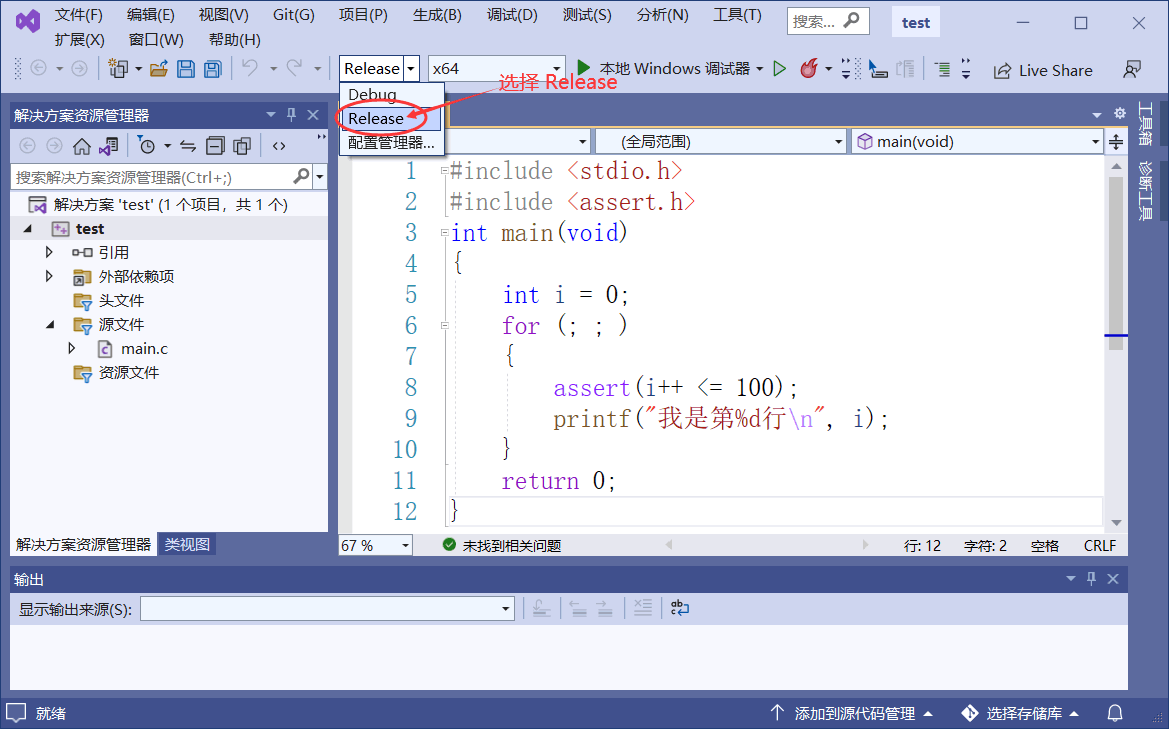 文件(F) 编辑(E) 视图(V) Git(G) 项目(P) 生成(B) 调试(D) 测试(S) 分析(N) 工具(T) 搜索... test
扩展(X) 窗口(W) 帮助(H)
Release x64 本地 Windows 调试器 Live Share
Debug
选择 Release
Release
配置管理器...
解决方案资源管理器
搜索解决方案资源管理器(Ctrl+;)
解决方案 'test' (1 个项目，共 1 个)
test
引用
外部依赖项
头文件
源文件
main.c
资源文件
解决方案资源管理器 类视图
(全局范围) main(void)
1 #include <stdio.h>
2 #include <assert.h>
3 int main(void)
4 {
5 int i = 0;
6 for (; ; )
7 {
8 assert(i++ <= 100);
9 printf("我是第%d行\n", i);
10 }
11 return 0;
12 }
67 % 未找到相关问题 行: 12 字符: 2 空格 CRLF
工具箱
诊断工具
输出
显示输出来源(S):
就绪 添加到源代码管理 选择存储库